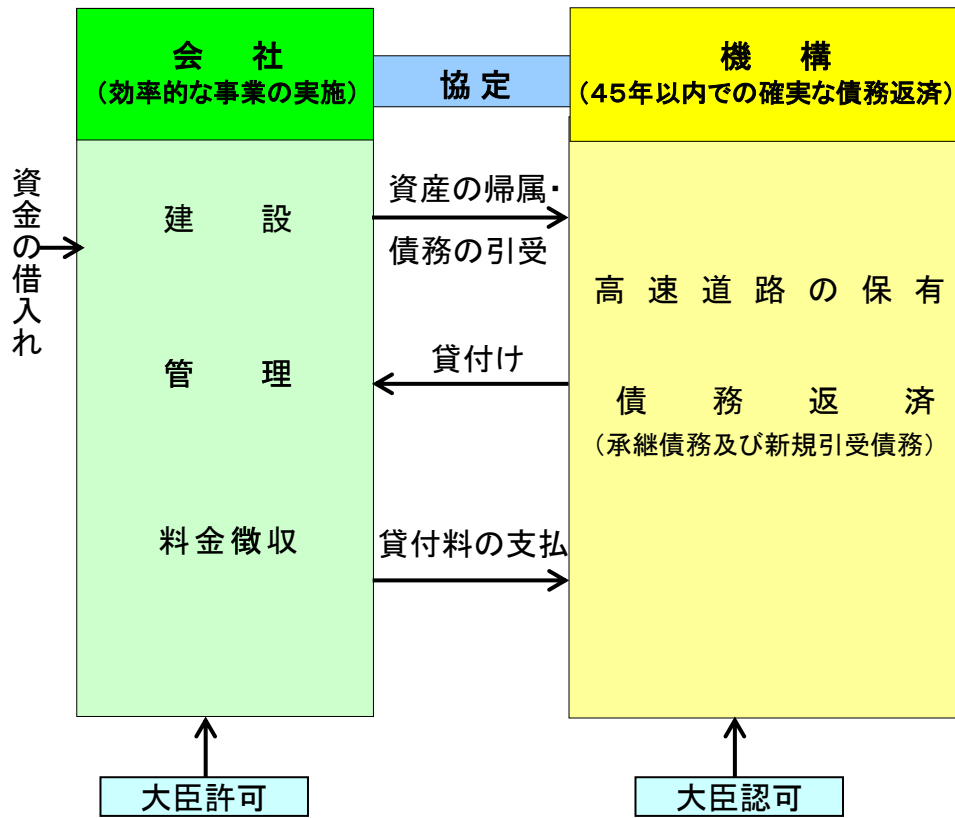 会 社
(効率的な事業の実施)
協定
機 構
(45年以内での確実な債務返済)
資金の借入れ
建 設
管 理
料金徴収
資産の帰属・
債務の引受
貸付け
貸付料の支払
高速道路の保有
債務返済
(承継債務及び新規引受債務)
大臣許可
大臣認可